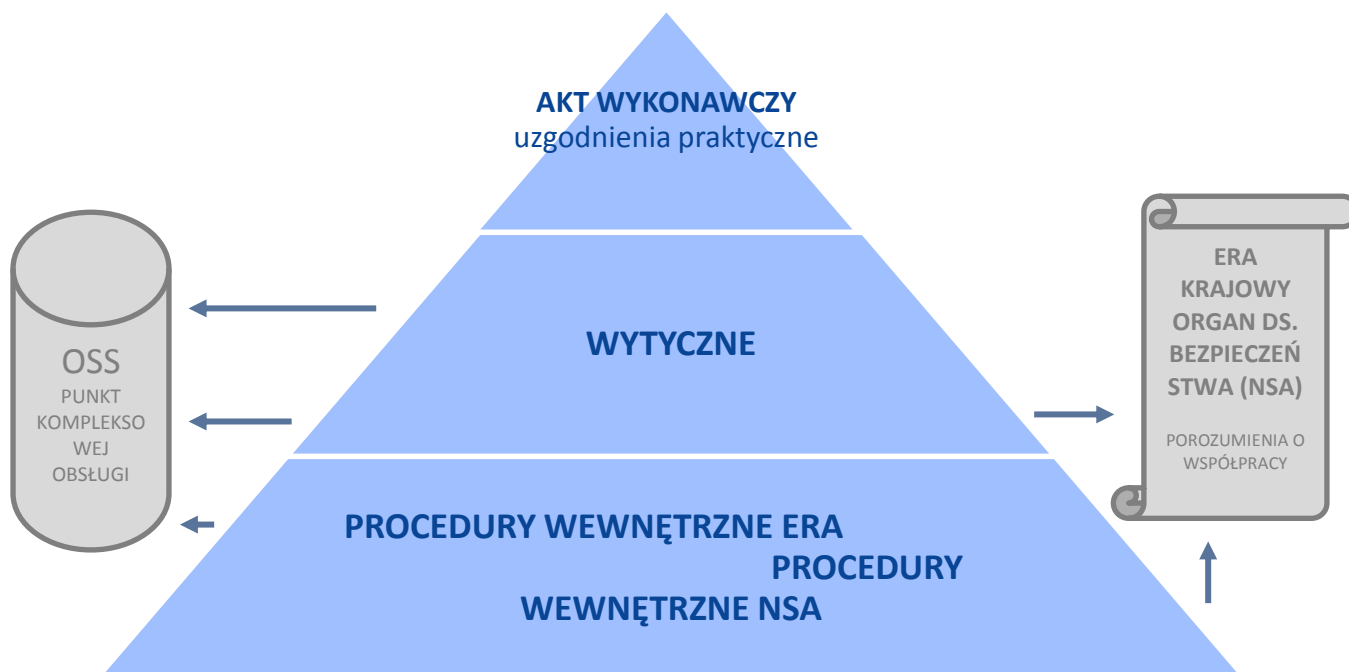 AKT WYKONAWCZY
uzgodnienia praktyczne
WYTYCZNE
PROCEDURY WEWNĘTRZNE ERA
PROCEDURY
WEWNĘTRZNE NSA
OSS
PUNKT
KOMPLEKSO
WEJ
OBSŁUGI
ERA
KRAJOWY
ORGAN DS.
BEZPIECZEŃ
STWA (NSA)
POROZUMIENIA O
WSPÓŁPRACY